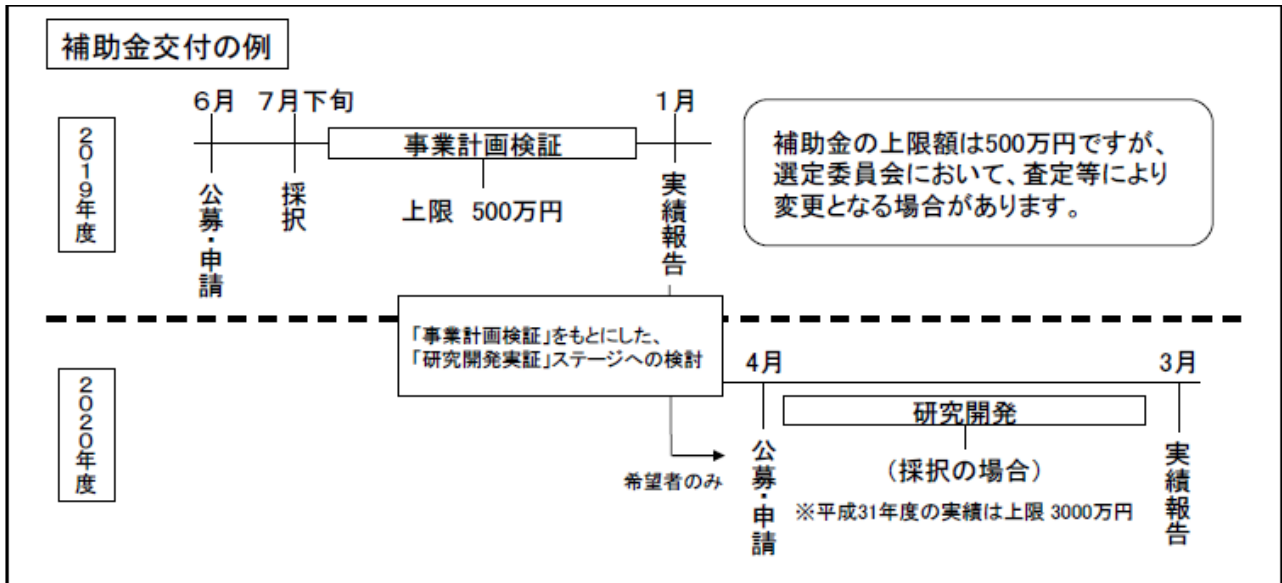 補助金交付の例
6月 7月下旬 1月
2019年度
事業計画検証
公募・申請
採択
上限 500万円
実績報告
補助金の上限額は500万円ですが、
選定委員会において、査定等により
変更となる場合があります。
「事業計画検証」をもとにした、
「研究開発実証」ステージへの検討
2020年度
4月 3月
研究開発
希望者のみ
公募・申請
(採択の場合)
※平成31年度の実績は上限 3000万円
実績報告